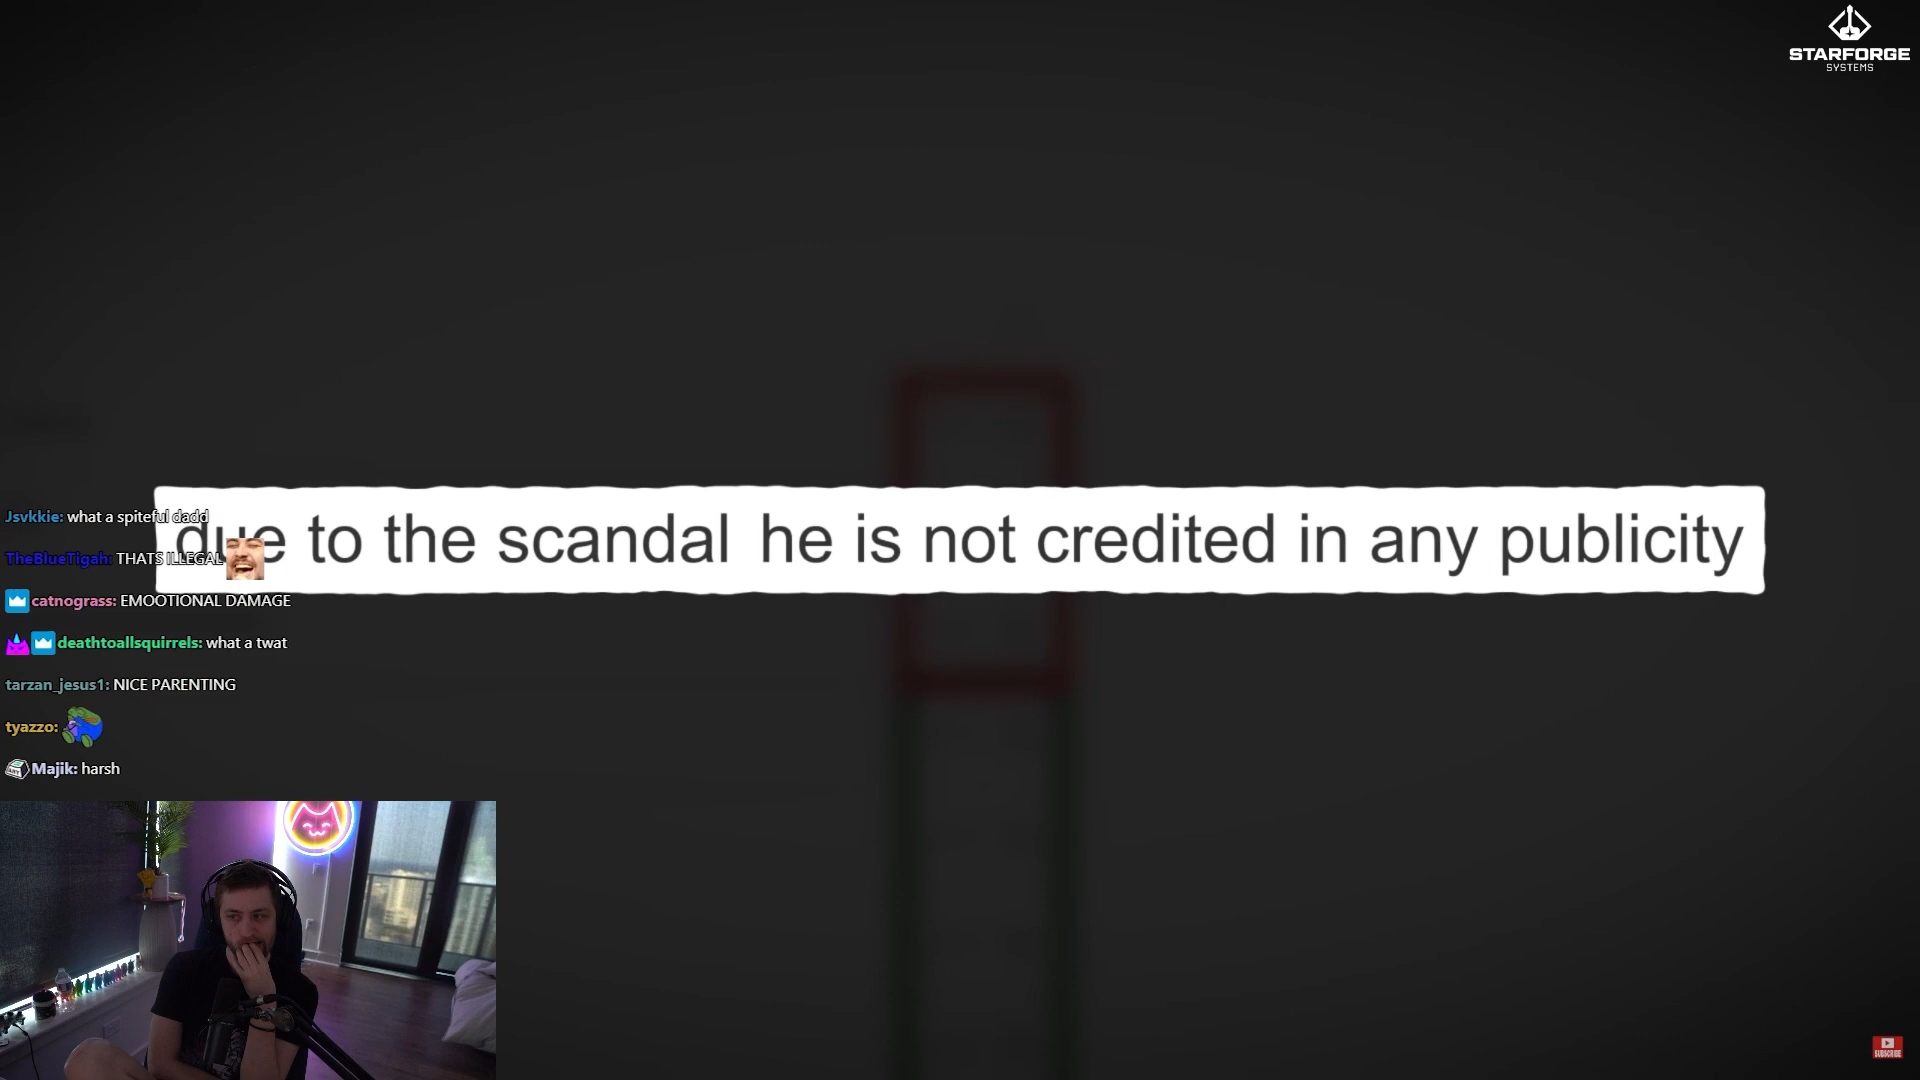 STARFORGE
SYSTEMS
due to the scandal he is not credited in any publicity
Jsvkkie: what a spiteful dadd
TheBlueTigah: THATS ILLEGAL
catnograss: EMOOTIONAL DAMAGE
deathtoallsquirrels: what a twat
tarzan_jesus1: NICE PARENTING
tyazzo:
Majik: harsh
SUBSCRIBE